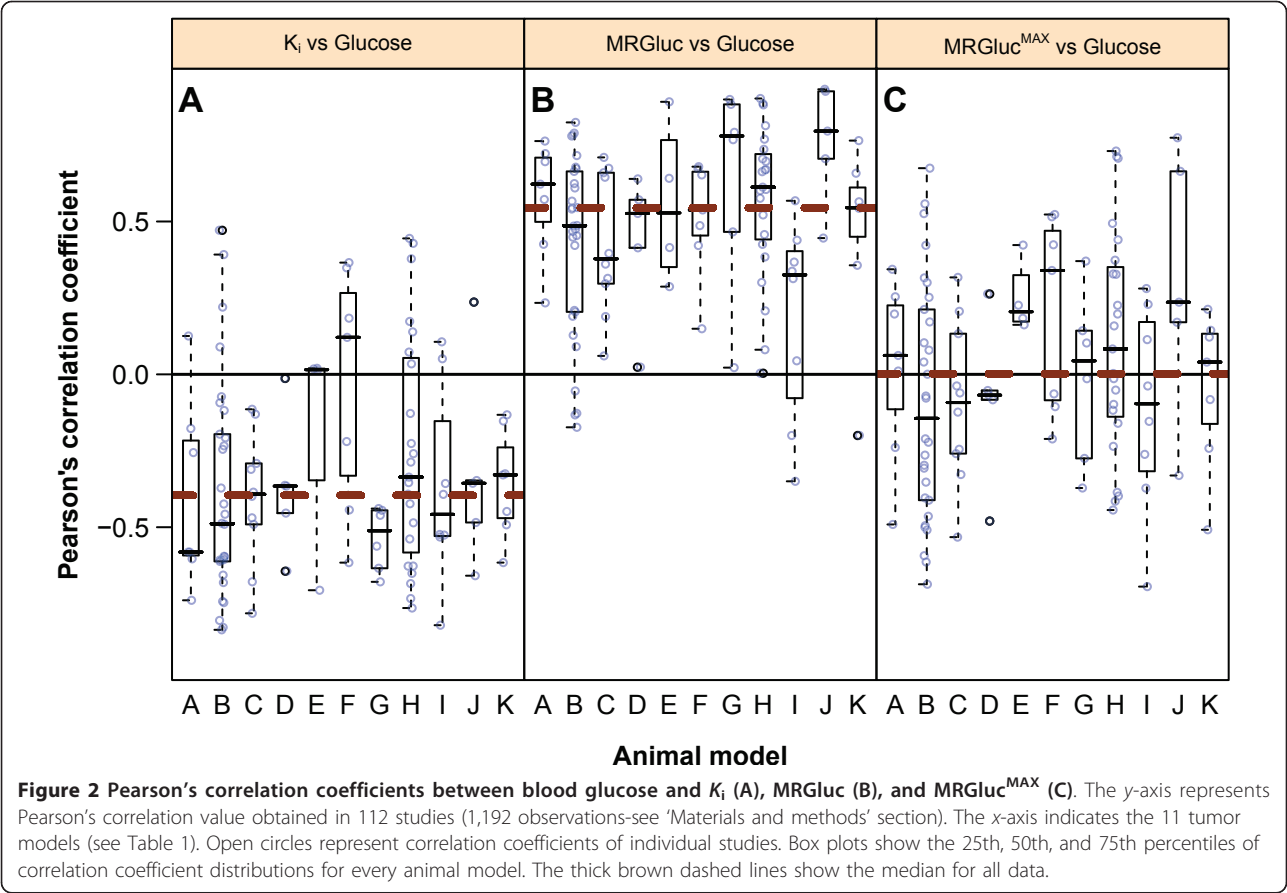 Kᵢ vs Glucose
MRGluc vs Glucose
MRGlucᴹᴬˣ vs Glucose
A
B
C
Pearson's correlation coefficient
0.5
0.0
−0.5
A B C D E F G H I J K
A B C D E F G H I J K
A B C D E F G H I J K
Animal model
Figure 2 Pearson's correlation coefficients between blood glucose and Kᵢ (A), MRGluc (B), and MRGlucᴹᴬˣ (C). The y-axis represents
Pearson's correlation value obtained in 112 studies (1,192 observations-see 'Materials and methods' section). The x-axis indicates the 11 tumor
models (see Table 1). Open circles represent correlation coefficients of individual studies. Box plots show the 25th, 50th, and 75th percentiles of
correlation coefficient distributions for every animal model. The thick brown dashed lines show the median for all data.